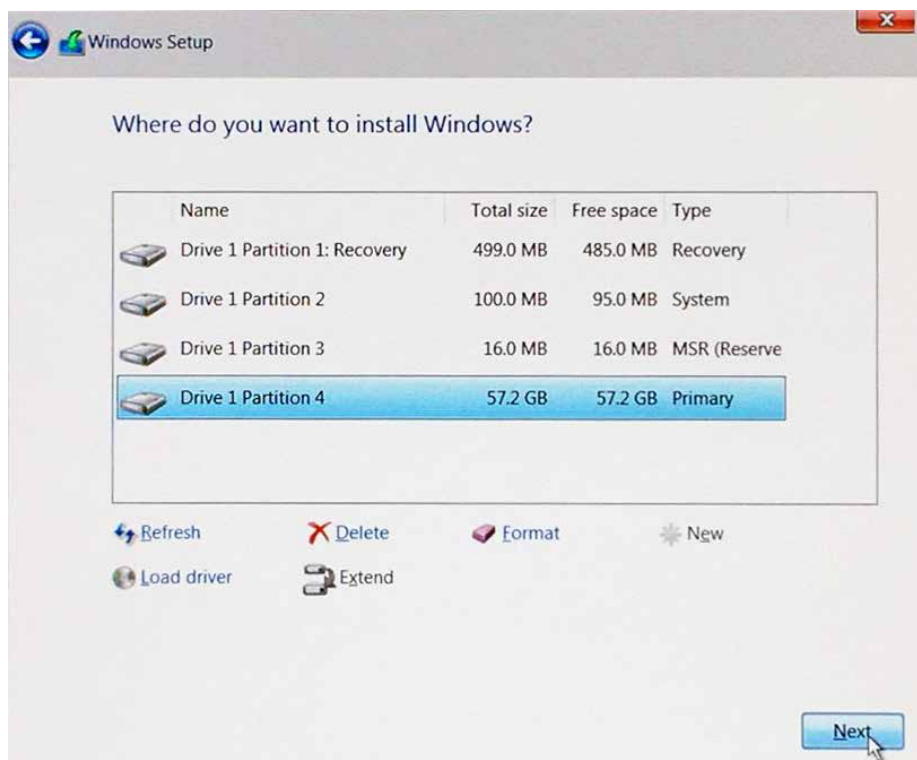 Windows Setup
Where do you want to install Windows?
Name Total size Free space Type
Drive 1 Partition 1: Recovery 499.0 MB 485.0 MB Recovery
Drive 1 Partition 2 100.0 MB 95.0 MB System
Drive 1 Partition 3 16.0 MB 16.0 MB MSR (Reserve
Drive 1 Partition 4 57.2 GB 57.2 GB Primary
Refresh Delete Format New
Load driver Extend
Next